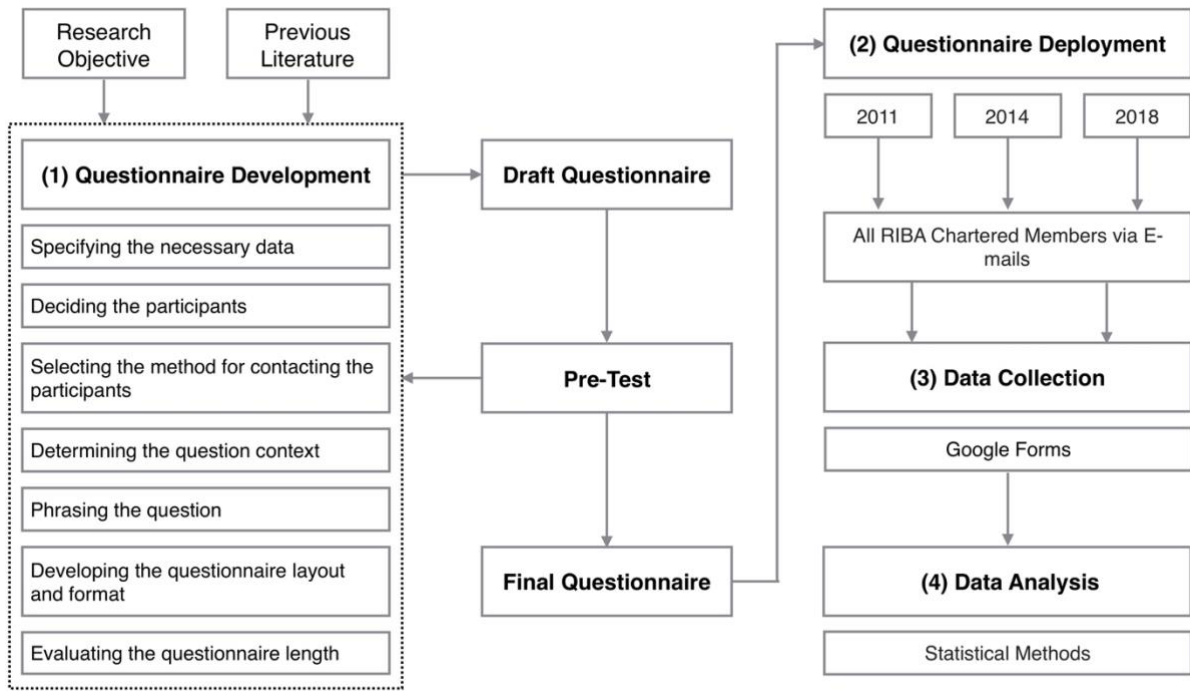 Research
Objective
Previous
Literature
(1) Questionnaire Development
Specifying the necessary data
Deciding the participants
Selecting the method for contacting the
participants
Determining the question context
Phrasing the question
Developing the questionnaire layout
and format
Evaluating the questionnaire length
Draft Questionnaire
Pre-Test
Final Questionnaire
(2) Questionnaire Deployment
2011
2014
2018
All RIBA Chartered Members via E-
mails
(3) Data Collection
Google Forms
(4) Data Analysis
Statistical Methods